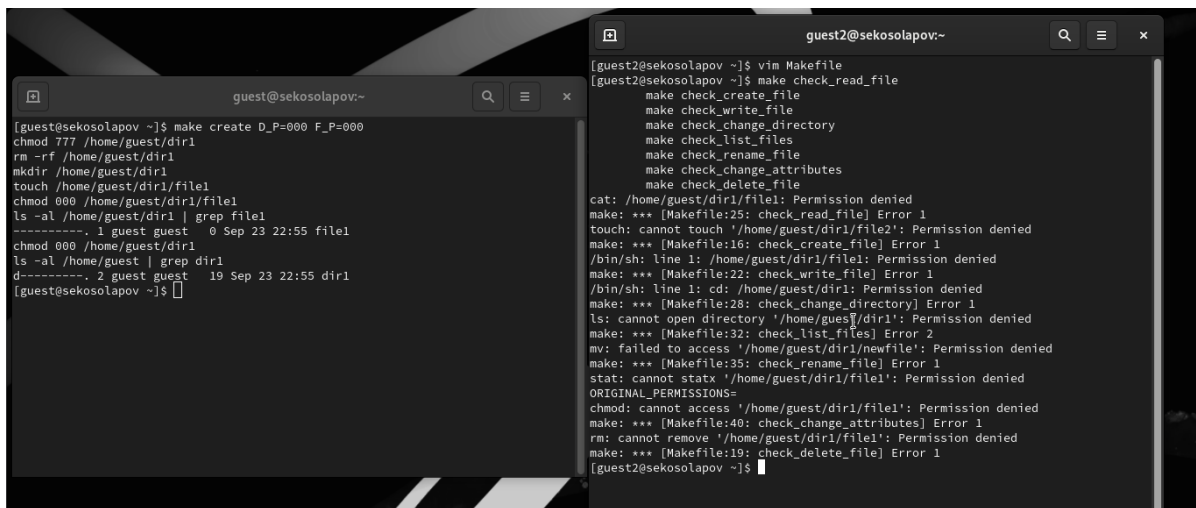 guest@sekosolapov:~
[guest@sekosolapov ~]$ make create D_P=000 F_P=000
chmod 777 /home/guest/dir1
rm -rf /home/guest/dir1
mkdir /home/guest/dir1
touch /home/guest/dir1/file1
chmod 000 /home/guest/dir1/file1
ls -al /home/guest/dir1 | grep file1
----------. 1 guest guest   0 Sep 23 22:55 file1
chmod 000 /home/guest/dir1
ls -al /home/guest | grep dir1
d---------. 2 guest guest   19 Sep 23 22:55 dir1
[guest@sekosolapov ~]$
guest2@sekosolapov:~
[guest2@sekosolapov ~]$ vim Makefile
[guest2@sekosolapov ~]$ make check_read_file
        make check_create_file
        make check_write_file
        make check_change_directory
        make check_list_files
        make check_rename_file
        make check_change_attributes
        make check_delete_file
cat: /home/guest/dir1/file1: Permission denied
make: *** [Makefile:25: check_read_file] Error 1
touch: cannot touch '/home/guest/dir1/file2': Permission denied
make: *** [Makefile:16: check_create_file] Error 1
/bin/sh: line 1: /home/guest/dir1/file1: Permission denied
make: *** [Makefile:22: check_write_file] Error 1
/bin/sh: line 1: cd: /home/guest/dir1: Permission denied
make: *** [Makefile:28: check_change_directory] Error 1
ls: cannot open directory '/home/guest/dir1': Permission denied
make: *** [Makefile:32: check_list_files] Error 2
mv: failed to access '/home/guest/dir1/newfile': Permission denied
make: *** [Makefile:35: check_rename_file] Error 1
stat: cannot statx '/home/guest/dir1/file1': Permission denied
ORIGINAL_PERMISSIONS=
chmod: cannot access '/home/guest/dir1/file1': Permission denied
make: *** [Makefile:40: check_change_attributes] Error 1
rm: cannot remove '/home/guest/dir1/file1': Permission denied
make: *** [Makefile:19: check_delete_file] Error 1
[guest2@sekosolapov ~]$